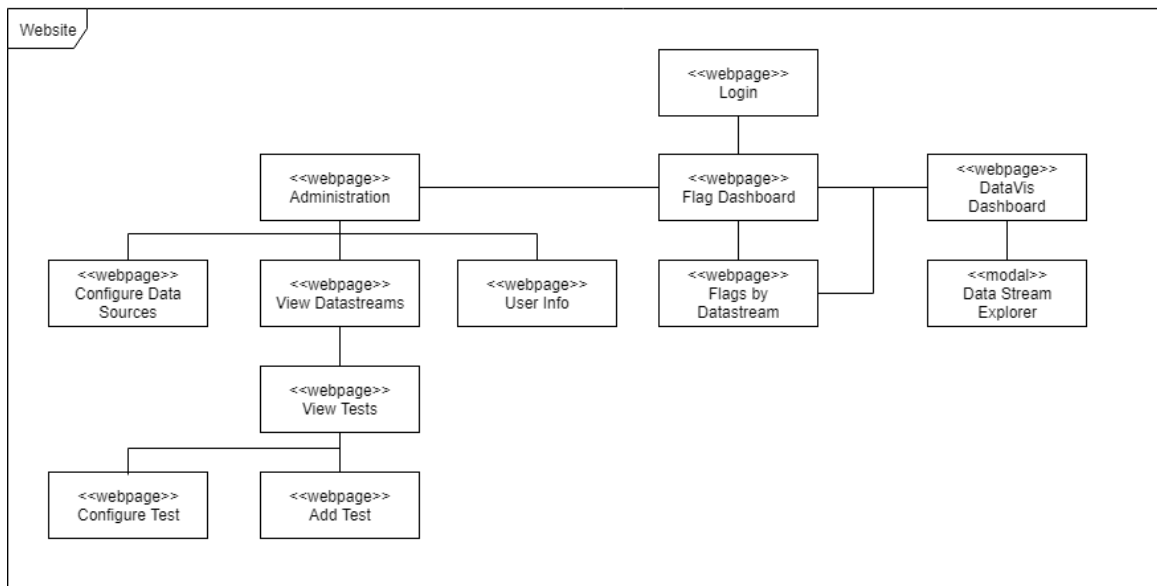 Website
<<webpage>>
Login
<<webpage>>
Administration
<<webpage>>
Flag Dashboard
<<webpage>>
DataVis
Dashboard
<<webpage>>
Configure Data
Sources
<<webpage>>
View Datastreams
<<webpage>>
User Info
<<webpage>>
Flags by
Datastream
<<modal>>
Data Stream
Explorer
<<webpage>>
View Tests
<<webpage>>
Configure Test
<<webpage>>
Add Test